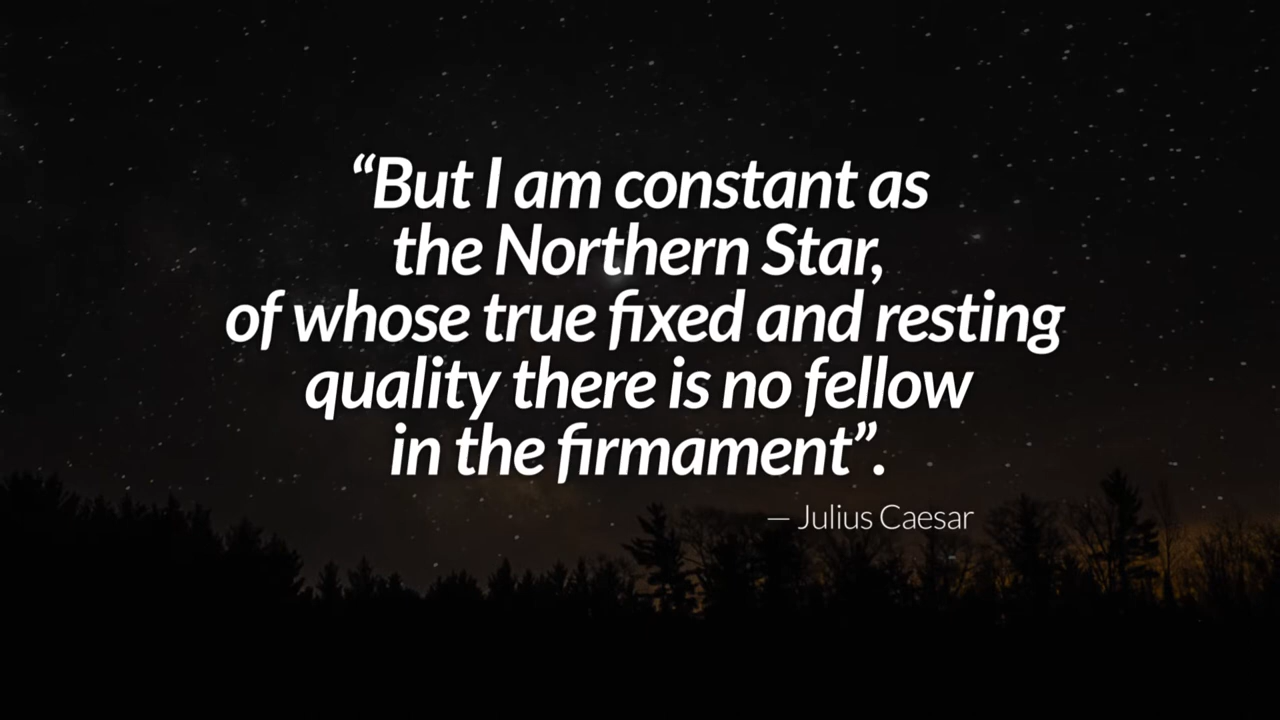 “But I am constant as
the Northern Star,
of whose true fixed and resting
quality there is no fellow
in the firmament”.
– Julius Caesar